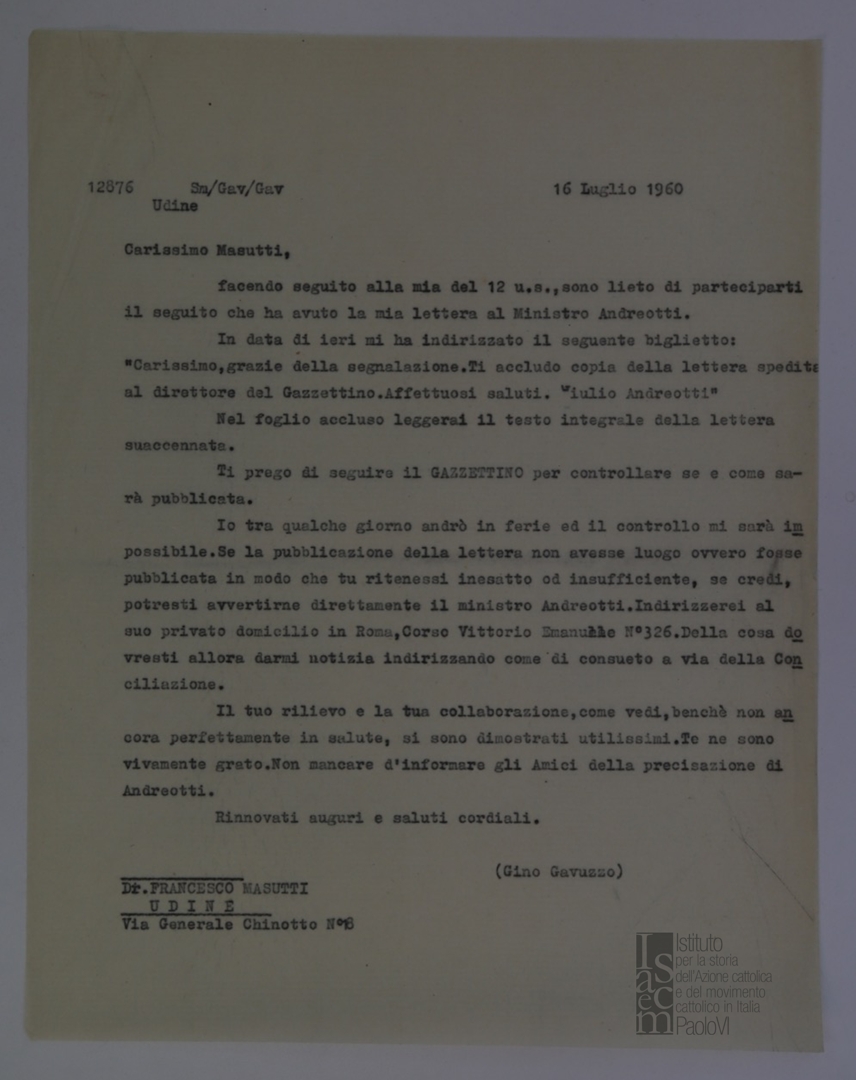 12876 Sn/Gav/Gav 16 Luglio 1960
Udine
Carissimo Masutti,
facendo seguito alla mia del 12 u.s.,sono lieto di parteciparti
il seguito che ha avuto la mia lettera al Ministro Andreotti.
In data di ieri mi ha indirizzato il seguente biglietto:
"Carissimo,grazie della segnalazione.Ti accludo copia della lettera spedita
al direttore del Gazzettino.Affettuosi saluti. "iulio Andreotti"
Nel foglio accluso leggerai il testo integrale della lettera
suaccennata.
Ti prego di seguire il GAZZETTINO per controllare se e come sa-
rà pubblicata.
Io tra qualche giorno andrò in ferie ed il controllo mi sarà im
possibile.Se la pubblicazione della lettera non avesse luogo ovvero fosse
pubblicata in modo che tu ritenessi inesatto od insufficiente, se credi,
potresti avvertirne direttamente il ministro Andreotti.Indirizzerei al
suo privato domicilio in Roma,Corso Vittorio N°326.Della cosa do
vresti allora darmi notizia indirizzando come di consueto a via della Con
ciliazione.
Il tuo rilievo e la tua collaborazione,come vedi,benchè non an
cora perfettamente in salute, si sono dimostrati utilissimi.Te ne sono
vivamente grato.Non mancare d'informare gli Amici della precisazione di
Andreotti.
Rinnovati auguri e saluti cordiali.
(Gino Gavuzzo)
Dr.FRANCESCO MASUTTI
U D I N E
Via Generale Chinotto
Isacem
Istituto
per la storia
dell'Azione cattolica
e del movimento
cattolico in Italia
PaoloVI